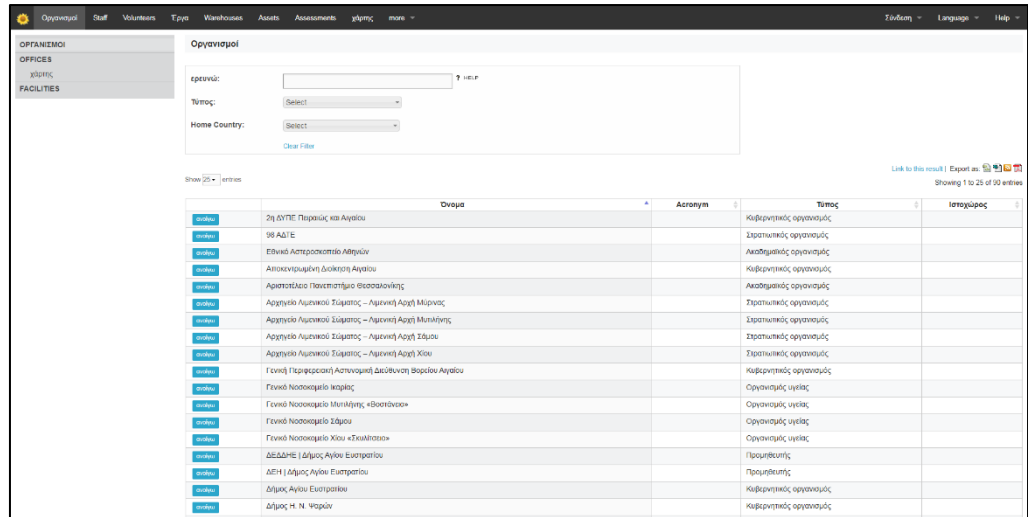 Οργανισμοί Staff Volunteers Έργα Warehouses Assets Assessments χάρτης more Σύνδεση Language Help
ΟΡΓΑΝΙΣΜΟΙ
OFFICES
χάρτης
FACILITIES
Οργανισμοί
ερευνώ: ? HELP
Τύπος: Select
Home Country: Select
Clear Filter
Link to this result | Export as:
Show 25 entries
Showing 1 to 25 of 90 entries
Όνομα Acronym Τύπος Ιστοχώρος
ανοίγω 2η ΔΥΠΕ Πειραιώς και Αιγαίου Κυβερνητικός οργανισμός
ανοίγω 98 ΑΔΤΕ Στρατιωτικός οργανισμός
ανοίγω Εθνικό Αστεροσκοπείο Αθηνών Ακαδημαϊκός οργανισμός
ανοίγω Αποκεντρωμένη Διοίκηση Αιγαίου Κυβερνητικός οργανισμός
ανοίγω Αριστοτέλειο Πανεπιστήμιο Θεσσαλονίκης Ακαδημαϊκός οργανισμός
ανοίγω Αρχηγείο Λιμενικού Σώματος – Λιμενική Αρχή Μύρινας Στρατιωτικός οργανισμός
ανοίγω Αρχηγείο Λιμενικού Σώματος – Λιμενική Αρχή Μυτιλήνης Στρατιωτικός οργανισμός
ανοίγω Αρχηγείο Λιμενικού Σώματος – Λιμενική Αρχή Σάμου Στρατιωτικός οργανισμός
ανοίγω Αρχηγείο Λιμενικού Σώματος – Λιμενική Αρχή Χίου Στρατιωτικός οργανισμός
ανοίγω Γενική Περιφερειακή Αστυνομική Διεύθυνση Βορείου Αιγαίου Κυβερνητικός οργανισμός
ανοίγω Γενικό Νοσοκομείο Ικαρίας Οργανισμός υγείας
ανοίγω Γενικό Νοσοκομείο Μυτιλήνης «Βοστάνειο» Οργανισμός υγείας
ανοίγω Γενικό Νοσοκομείο Σάμου Οργανισμός υγείας
ανοίγω Γενικό Νοσοκομείο Χίου «Σκυλίτσειο» Οργανισμός υγείας
ανοίγω ΔΕΔΔΗΕ | Δήμος Αγίου Ευστρατίου Προμηθευτής
ανοίγω ΔΕΗ | Δήμος Αγίου Ευστρατίου Προμηθευτής
ανοίγω Δήμος Αγίου Ευστρατίου Κυβερνητικός οργανισμός
ανοίγω Δήμος Η. Ν. Ψαρών Κυβερνητικός οργανισμός